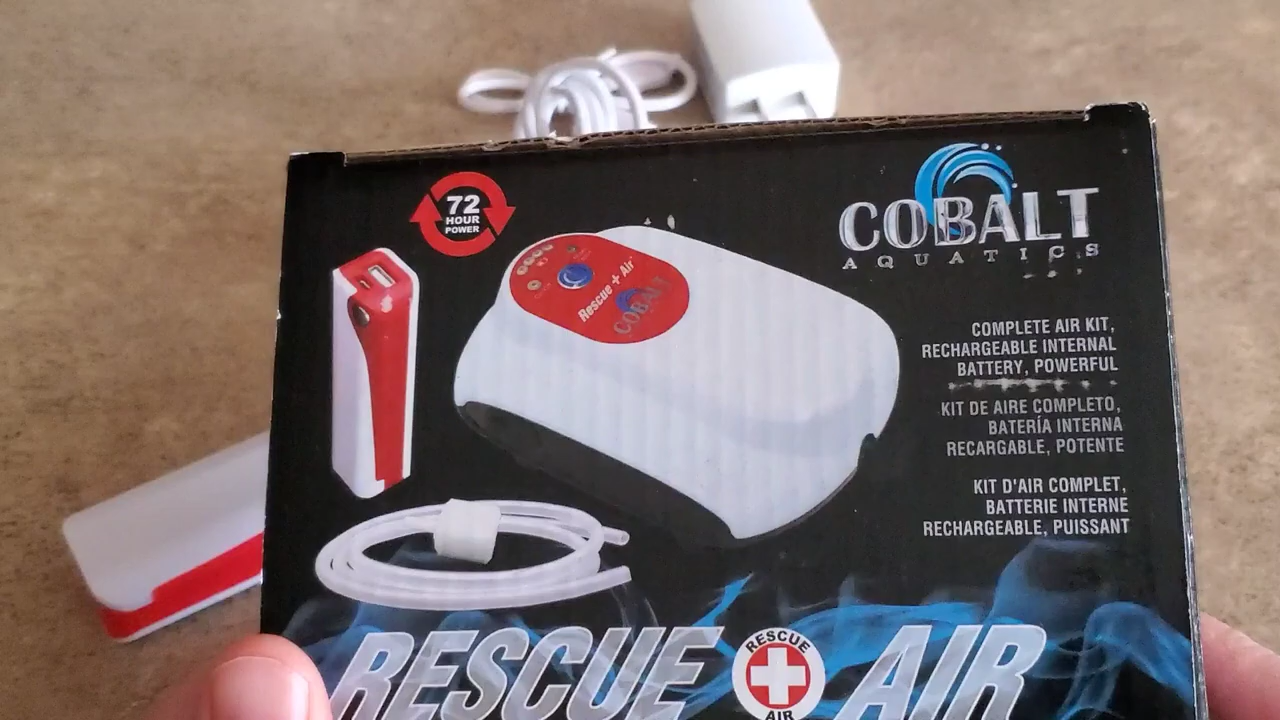 72
HOUR
POWER
COBALT
AQUATICS
Rescue + Air
COBALT
COMPLETE AIR KIT,
RECHARGEABLE INTERNAL
BATTERY, POWERFUL
KIT DE AIRE COMPLETO,
BATERÍA INTERNA
RECARGABLE, POTENTE
KIT D'AIR COMPLET,
BATTERIE INTERNE
RECHARGEABLE, PUISSANT
RESCUE AIR
RESCUE
AIR